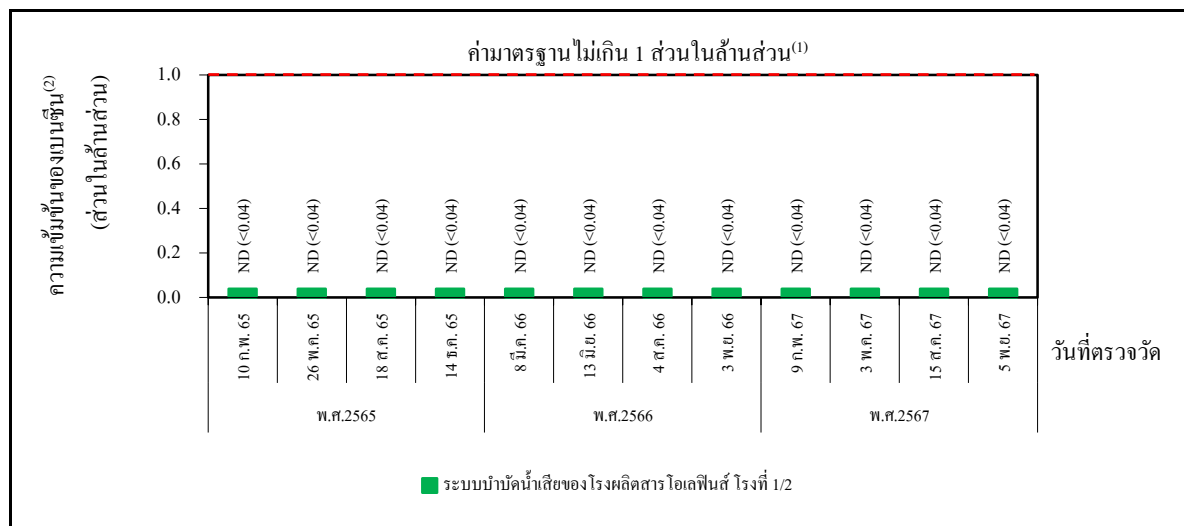 ค่ามาตรฐานไม่เกิน 1 ส่วนในล้านส่วน(1)
ความเข้มข้นของเบนซีน(2)
(ส่วนในล้านส่วน)
1.0
0.8
0.6
0.4
0.2
0.0
ND (<0.04)
ND (<0.04)
ND (<0.04)
ND (<0.04)
ND (<0.04)
ND (<0.04)
ND (<0.04)
ND (<0.04)
ND (<0.04)
ND (<0.04)
ND (<0.04)
ND (<0.04)
10 ก.พ. 65
26 พ.ค. 65
18 ส.ค. 65
14 ธ.ค. 65
8 มี.ค. 66
13 มิ.ย. 66
4 ส.ค. 66
3 พ.ย. 66
9 ก.พ. 67
3 พ.ค. 67
15 ส.ค. 67
5 พ.ย. 67
วันที่ตรวจวัด
พ.ศ.2565
พ.ศ.2566
พ.ศ.2567
ระบบบำบัดน้ำเสียของโรงผลิตสารโอเลฟินส์ โรงที่ 1/2